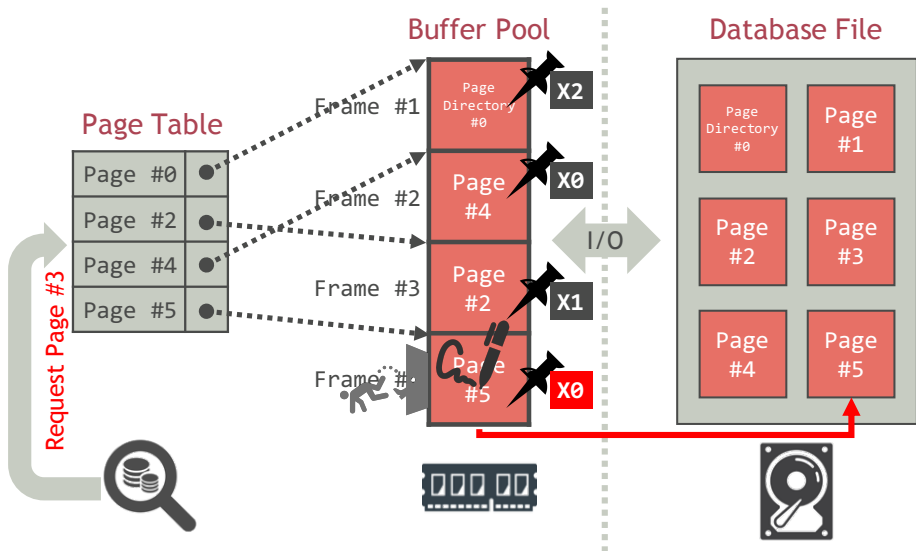 Buffer Pool
Database File
Page Table
Page #0
Page #2
Page #4
Page #5
Request Page #3
Frame #1
Frame #2
Frame #3
Frame #
Page
Directory
#0
X2
Page
#4
X0
Page
#2
X1
Page
#5
X0
I/O
Page
Directory
#0
Page
#1
Page
#2
Page
#3
Page
#4
Page
#5